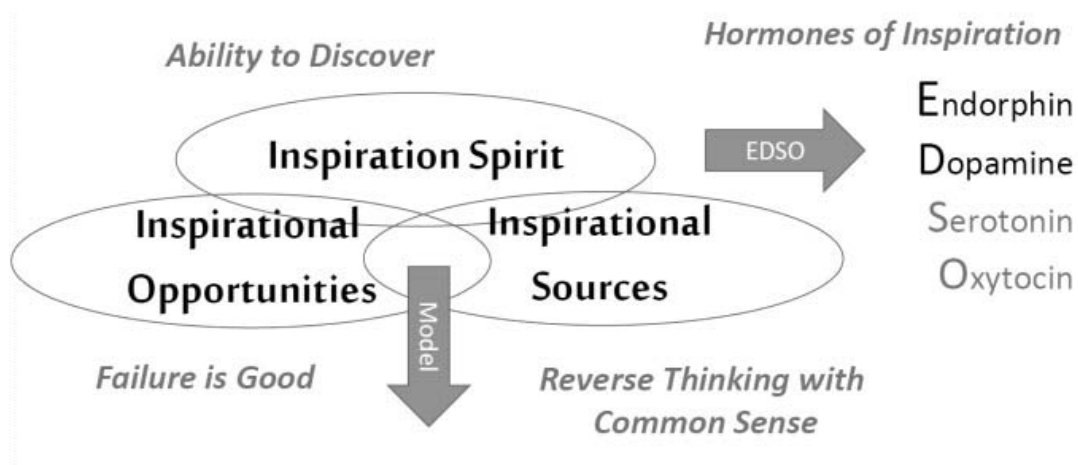 Hormones of Inspiration
Ability to Discover
Endorphin
Inspiration Spirit
EDSO
Dopamine
Inspirational
Inspirational
Serotonin
Opportunities
Sources
Oxytocin
Model
Failure is Good
Reverse Thinking with
Common Sense